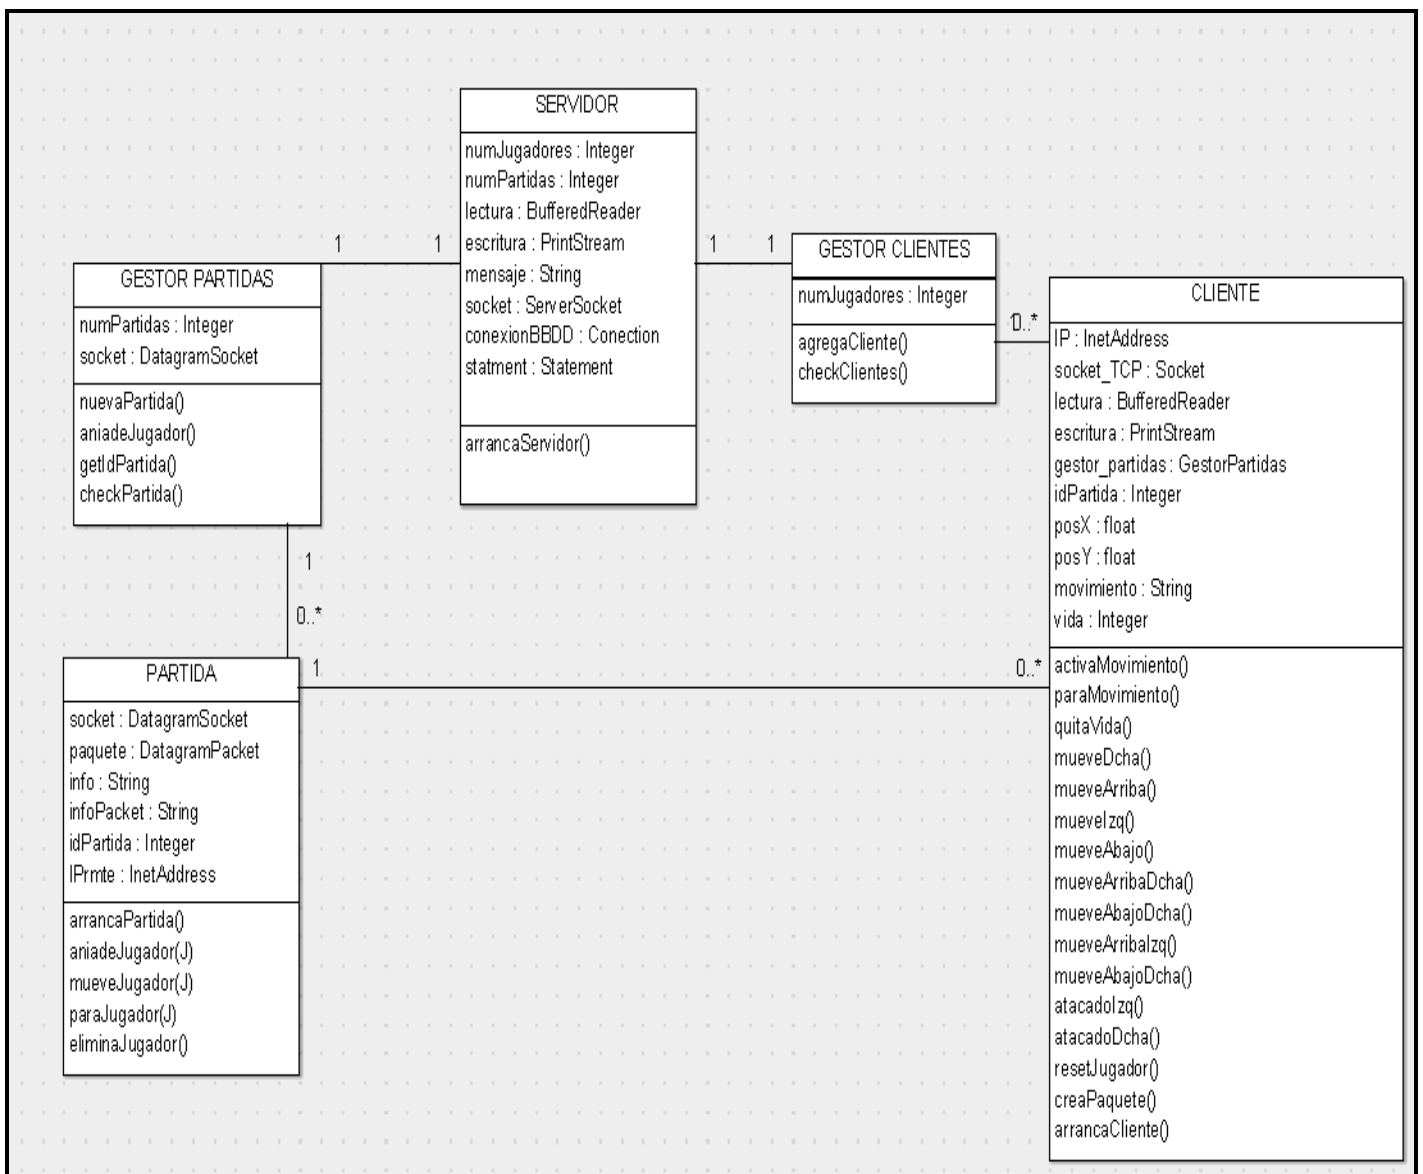 SERVIDOR
numJugadores : Integer
numPartidas : Integer
lectura : BufferedReader
escritura : PrintStream
mensaje : String
socket : ServerSocket
conexionBBDD : Conection
statment : Statement
arrancaServidor()
1
1
1
1
GESTOR PARTIDAS
numPartidas : Integer
socket : DatagramSocket
nuevaPartida()
aniadeJugador()
getIdPartida()
checkPartida()
GESTOR CLIENTES
numJugadores : Integer
agregaCliente()
checkClientes()
0..*
CLIENTE
IP : InetAddress
socket_TCP : Socket
lectura : BufferedReader
escritura : PrintStream
gestor_partidas : GestorPartidas
idPartida : Integer
posX : float
posY : float
movimiento : String
vida : Integer
activaMovimiento()
paraMovimiento()
quitaVida()
mueveDcha()
mueveArriba()
mueveIzq()
mueveAbajo()
mueveArribaDcha()
mueveAbajoDcha()
mueveArribaIzq()
mueveAbajoDcha()
atacadoIzq()
atacadoDcha()
resetJugador()
creaPaquete()
arrancaCliente()
1
0..*
1
0..*
PARTIDA
socket : DatagramSocket
paquete : DatagramPacket
info : String
infoPacket : String
idPartida : Integer
IPrmte : InetAddress
arrancaPartida()
aniadeJugador(J)
mueveJugador(J)
paraJugador(J)
eliminaJugador()